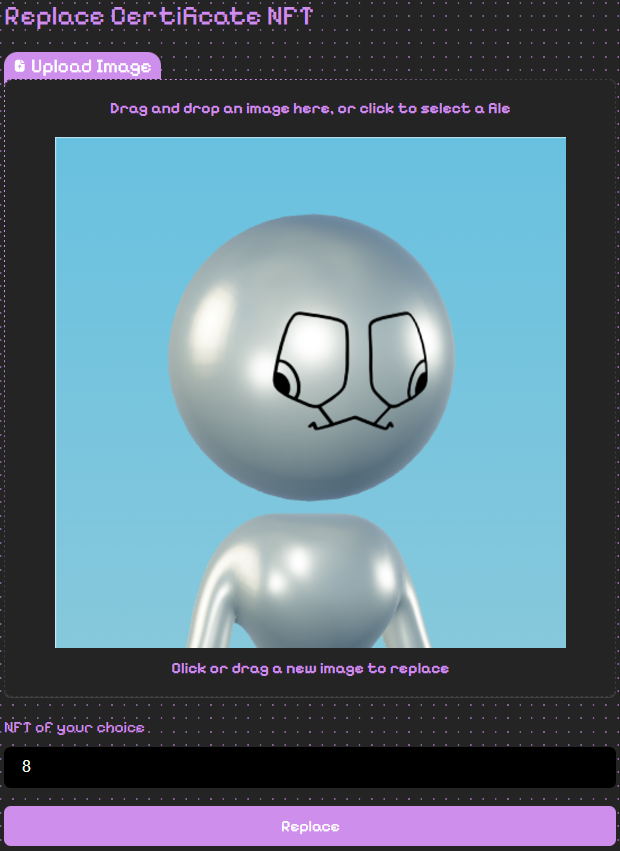 Replace Certificate NFT
Upload Image
Drag and drop an image here, or click to select a file
Click or drag a new image to replace
NFT of your choice
8
Replace